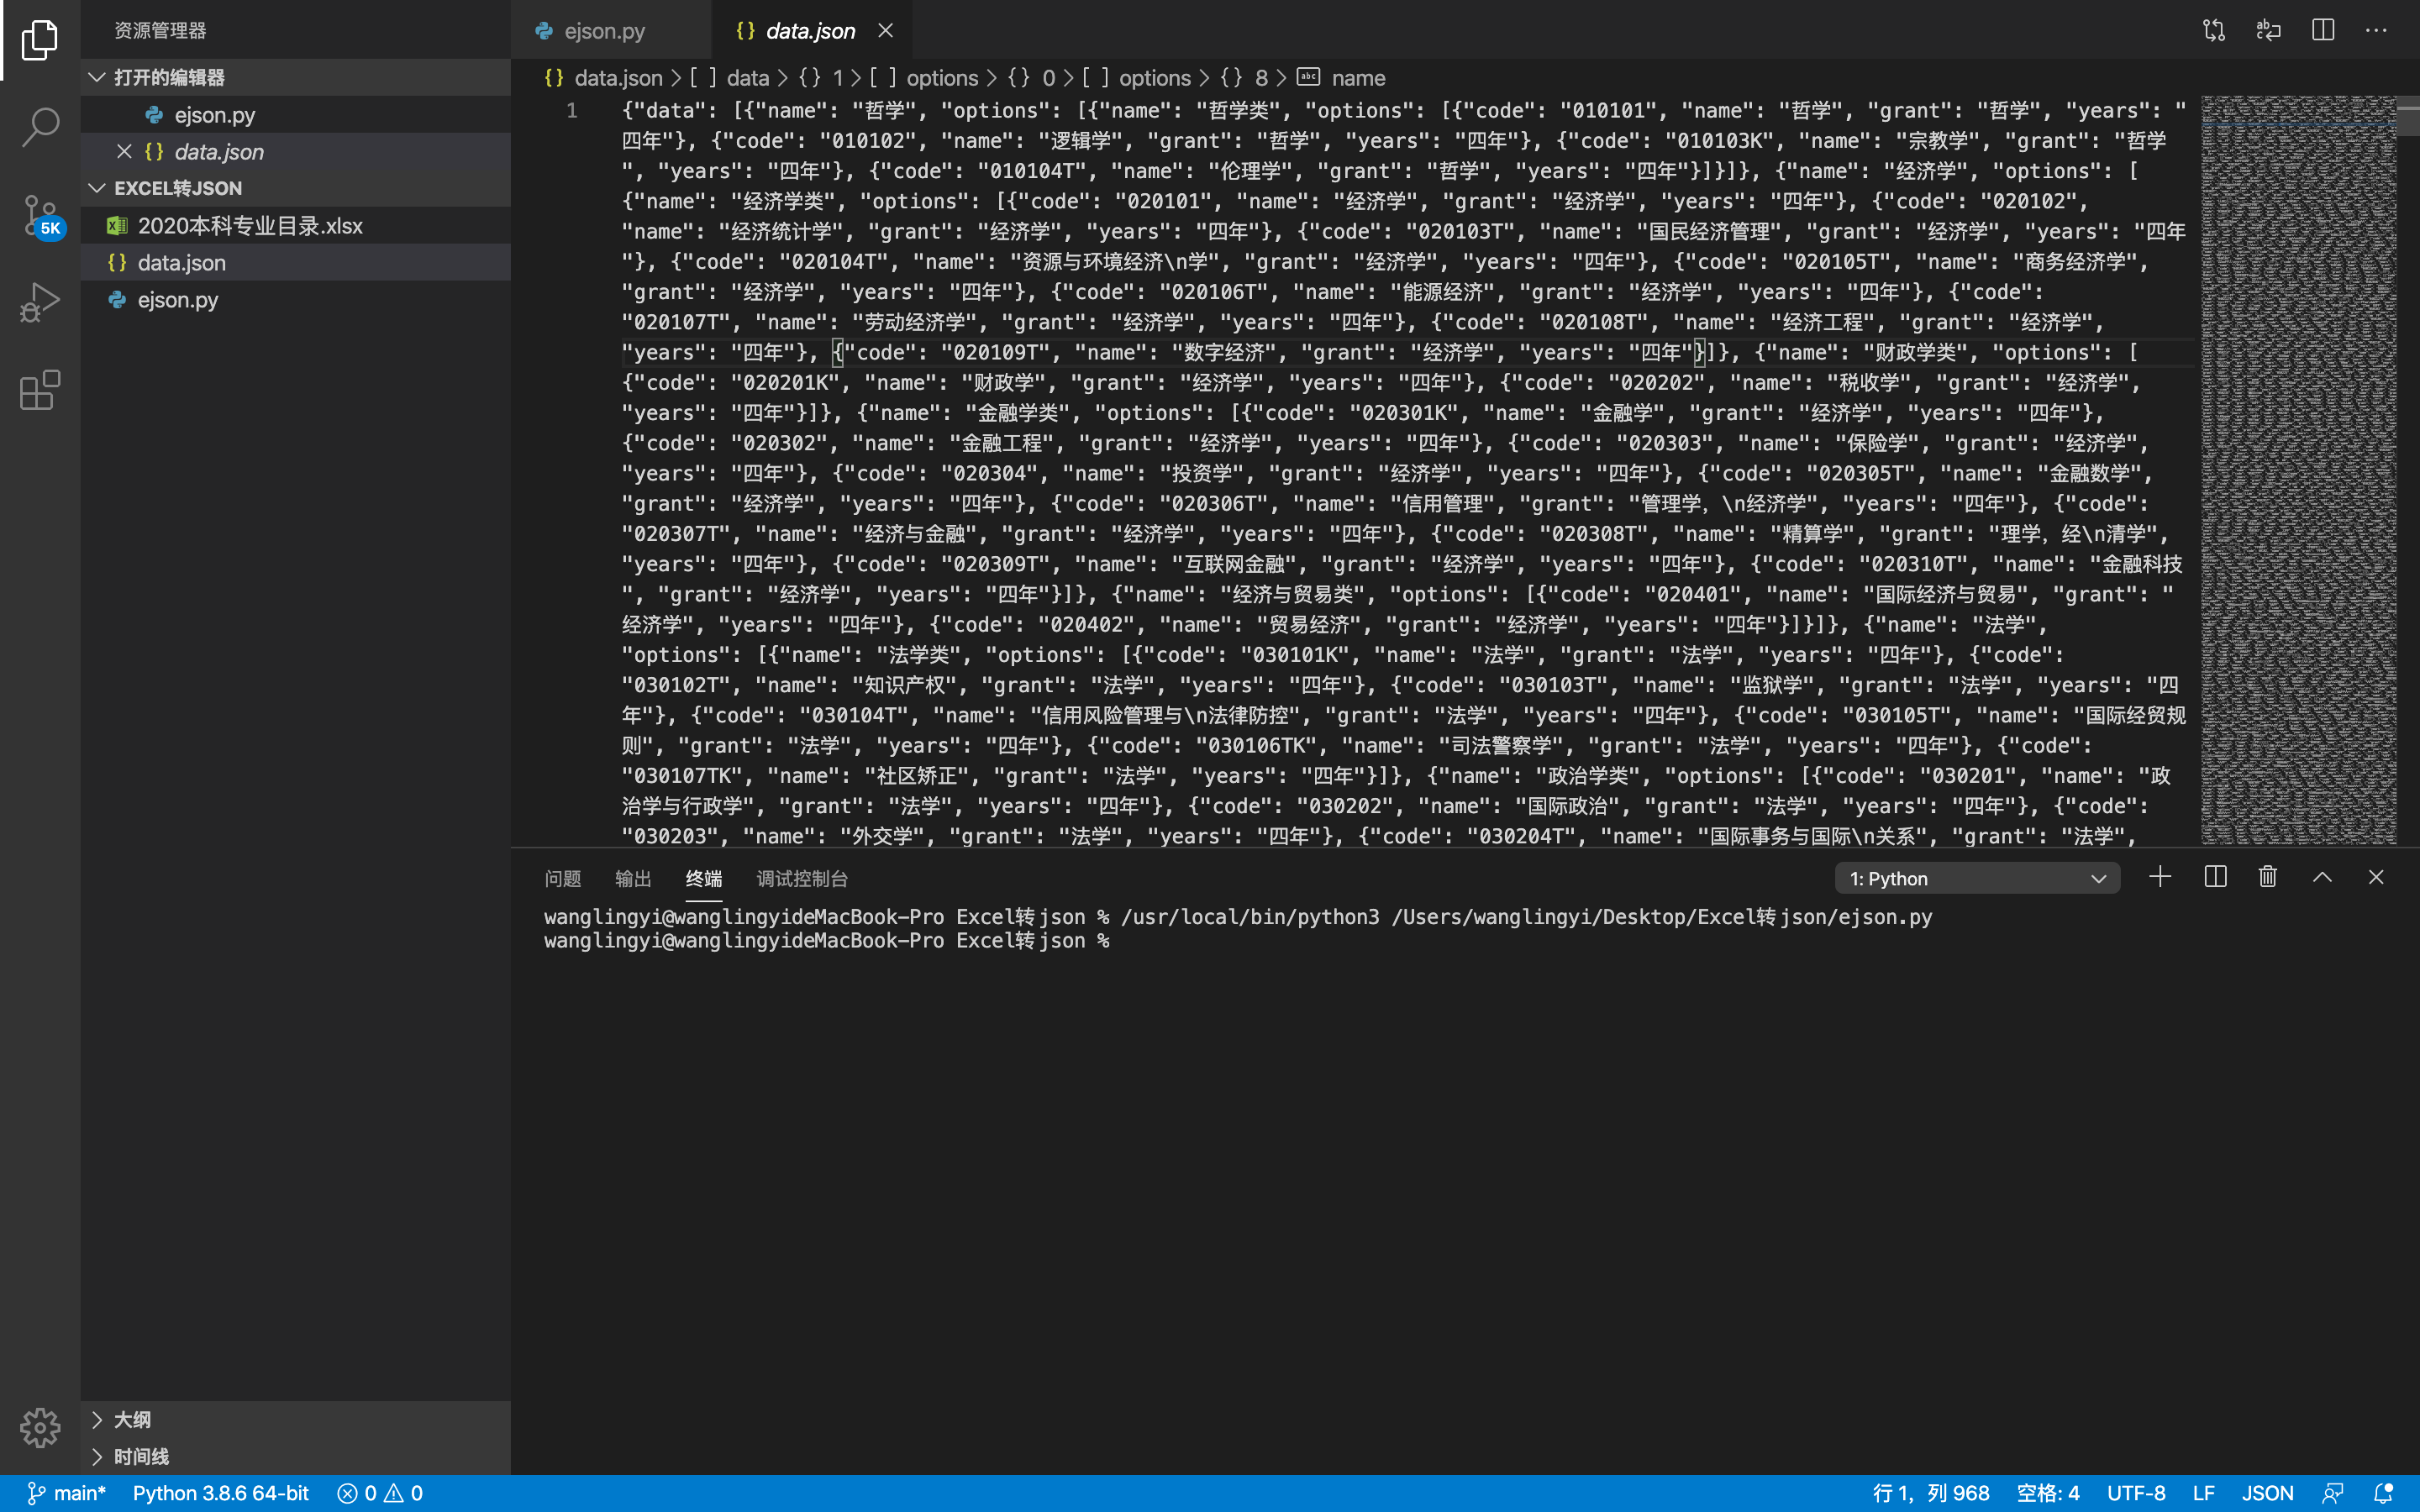 资源管理器
打开的编辑器
ejson.py
data.json
EXCEL转JSON
2020本科专业目录.xlsx
data.json
ejson.py
5K
大纲
时间线
ejson.py
data.json
data.json > [ ] data > {} 1 > [ ] options > {} 0 > [ ] options > {} 8 > abc name
1
{"data": [{"name": "哲学", "options": [{"name": "哲学类", "options": [{"code": "010101", "name": "哲学", "grant": "哲学", "years": "
四年"}, {"code": "010102", "name": "逻辑学", "grant": "哲学", "years": "四年"}, {"code": "010103K", "name": "宗教学", "grant": "哲学
", "years": "四年"}, {"code": "010104T", "name": "伦理学", "grant": "哲学", "years": "四年"}]}]}, {"name": "经济学", "options": [
{"name": "经济学类", "options": [{"code": "020101", "name": "经济学", "grant": "经济学", "years": "四年"}, {"code": "020102",
"name": "经济统计学", "grant": "经济学", "years": "四年"}, {"code": "020103T", "name": "国民经济管理", "grant": "经济学", "years": "四年
"}, {"code": "020104T", "name": "资源与环境经济\n学", "grant": "经济学", "years": "四年"}, {"code": "020105T", "name": "商务经济学",
"grant": "经济学", "years": "四年"}, {"code": "020106T", "name": "能源经济", "grant": "经济学", "years": "四年"}, {"code":
"020107T", "name": "劳动经济学", "grant": "经济学", "years": "四年"}, {"code": "020108T", "name": "经济工程", "grant": "经济学",
"years": "四年"}, {"code": "020109T", "name": "数字经济", "grant": "经济学", "years": "四年"}]}, {"name": "财政学类", "options": [
{"code": "020201K", "name": "财政学", "grant": "经济学", "years": "四年"}, {"code": "020202", "name": "税收学", "grant": "经济学",
"years": "四年"}]}, {"name": "金融学类", "options": [{"code": "020301K", "name": "金融学", "grant": "经济学", "years": "四年"},
{"code": "020302", "name": "金融工程", "grant": "经济学", "years": "四年"}, {"code": "020303", "name": "保险学", "grant": "经济学",
"years": "四年"}, {"code": "020304", "name": "投资学", "grant": "经济学", "years": "四年"}, {"code": "020305T", "name": "金融数学",
"grant": "经济学", "years": "四年"}, {"code": "020306T", "name": "信用管理", "grant": "管理学，\n经济学", "years": "四年"}, {"code":
"020307T", "name": "经济与金融", "grant": "经济学", "years": "四年"}, {"code": "020308T", "name": "精算学", "grant": "理学，经\n清学",
"years": "四年"}, {"code": "020309T", "name": "互联网金融", "grant": "经济学", "years": "四年"}, {"code": "020310T", "name": "金融科技
", "grant": "经济学", "years": "四年"}]}, {"name": "经济与贸易类", "options": [{"code": "020401", "name": "国际经济与贸易", "grant": "
经济学", "years": "四年"}, {"code": "020402", "name": "贸易经济", "grant": "经济学", "years": "四年"}]}]}, {"name": "法学",
"options": [{"name": "法学类", "options": [{"code": "030101K", "name": "法学", "grant": "法学", "years": "四年"}, {"code":
"030102T", "name": "知识产权", "grant": "法学", "years": "四年"}, {"code": "030103T", "name": "监狱学", "grant": "法学", "years": "四
年"}, {"code": "030104T", "name": "信用风险管理与\n法律防控", "grant": "法学", "years": "四年"}, {"code": "030105T", "name": "国际经贸规
则", "grant": "法学", "years": "四年"}, {"code": "030106TK", "name": "司法警察学", "grant": "法学", "years": "四年"}, {"code":
"030107TK", "name": "社区矫正", "grant": "法学", "years": "四年"}]}, {"name": "政治学类", "options": [{"code": "030201", "name": "政
治学与行政学", "grant": "法学", "years": "四年"}, {"code": "030202", "name": "国际政治", "grant": "法学", "years": "四年"}, {"code":
"030203", "name": "外交学", "grant": "法学", "years": "四年"}, {"code": "030204T", "name": "国际事务与国际\n关系", "grant": "法学",
问题 输出 终端 调试控制台
1: Python
wanglingyi@wanglingyideMacBook-Pro Excel转json % /usr/local/bin/python3 /Users/wanglingyi/Desktop/Excel转json/ejson.py
wanglingyi@wanglingyideMacBook-Pro Excel转json %
main* Python 3.8.6 64-bit 0 0 行 1，列 968 空格: 4 UTF-8 LF JSON